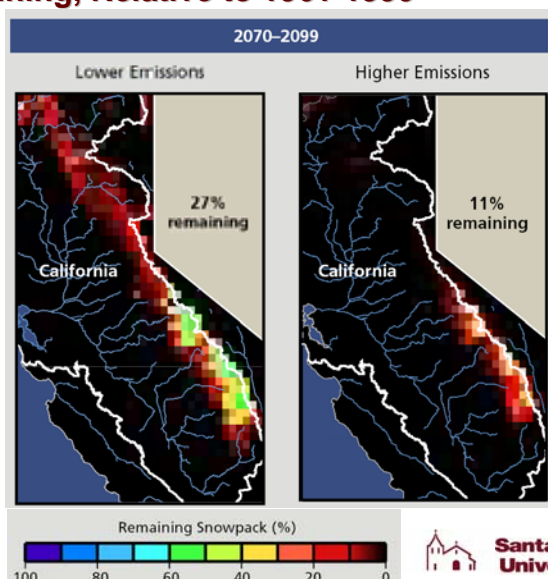 2070–2099
Lower Emissions
Higher Emissions
27%
remaining
11%
remaining
California
California
Remaining Snowpack (%)
100 80 60 40 20 0